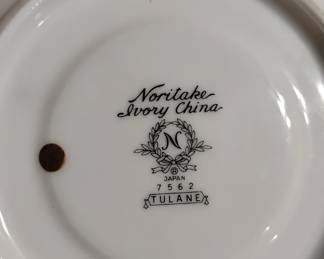 Noritake
Ivory China
N
®
JAPAN
7562
TULANE